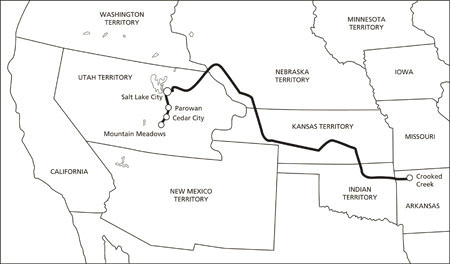 WASHINGTON
TERRITORY
MINNESOTA
TERRITORY
NEBRASKA
TERRITORY
IOWA
UTAH TERRITORY
Salt Lake City
Parowan
Cedar City
Mountain Meadows
KANSAS TERRITORY
MISSOURI
CALIFORNIA
NEW MEXICO
TERRITORY
INDIAN
TERRITORY
Crooked
Creek
ARKANSAS